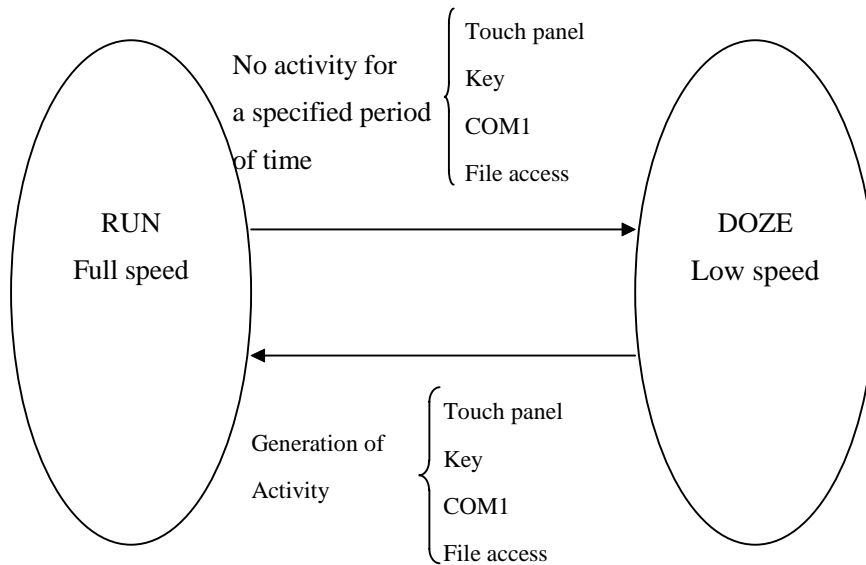 No activity for
a specified period
of time
Touch panel
Key
COM1
File access
RUN
Full speed
DOZE
Low speed
Generation of
Activity
Touch panel
Key
COM1
File access